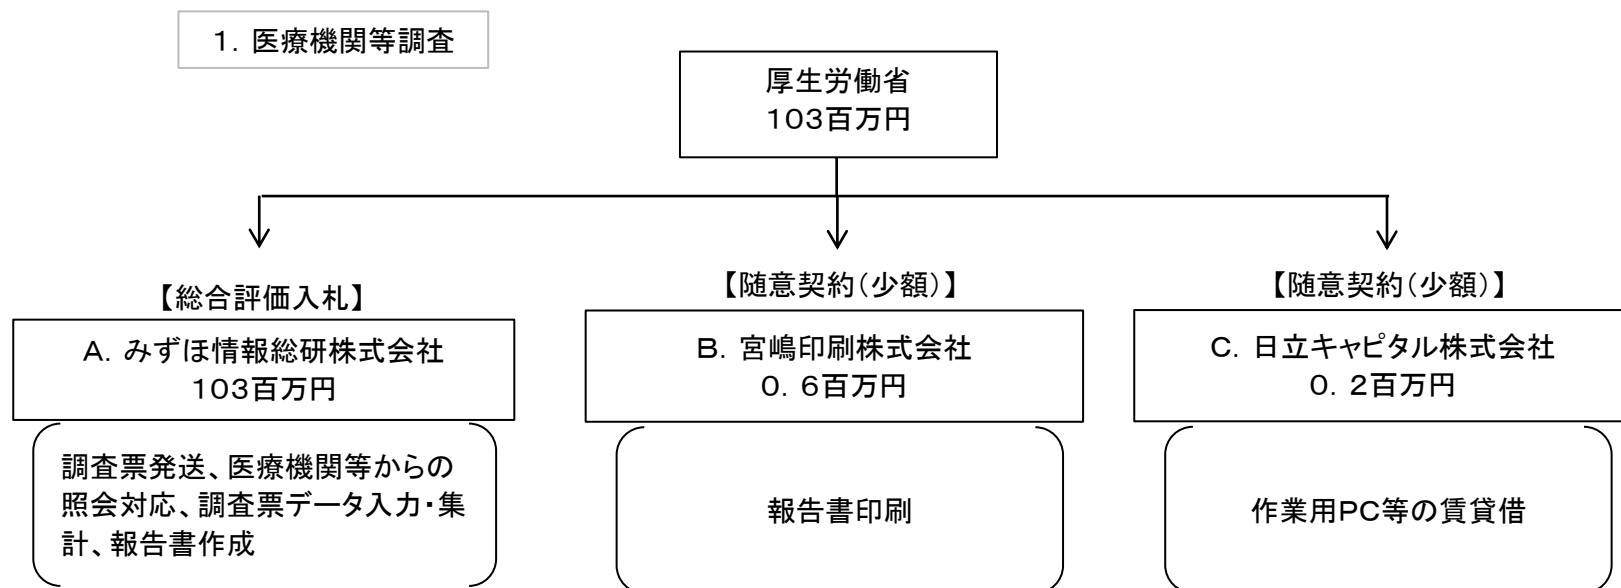 1．医療機関等調査
厚生労働省
１０３百万円
【総合評価入札】
A．みずほ情報総研株式会社
１０３百万円
調査票発送、医療機関等からの
照会対応、調査票データ入力・集
計、報告書作成
【随意契約（少額）】
B．宮嶋印刷株式会社
０．６百万円
報告書印刷
【随意契約（少額）】
C．日立キャピタル株式会社
０．２百万円
作業用PC等の賃貸借